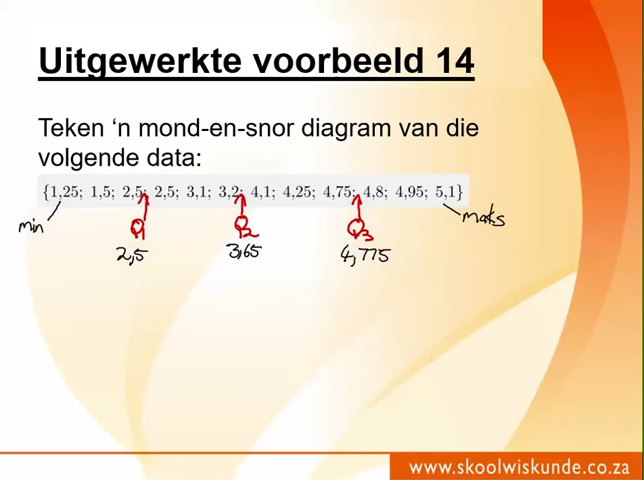 Uitgewerkte voorbeeld 14
Teken ‘n mond-en-snor diagram van die
volgende data:
{1,25; 1,5; 2,5; 2,5; 3,1; 3,2; 4,1; 4,25; 4,75; 4,8; 4,95; 5,1}
min Q1 Q2 Q3 maks
2,5 3,65 4,775
www.skoolwiskunde.co.za